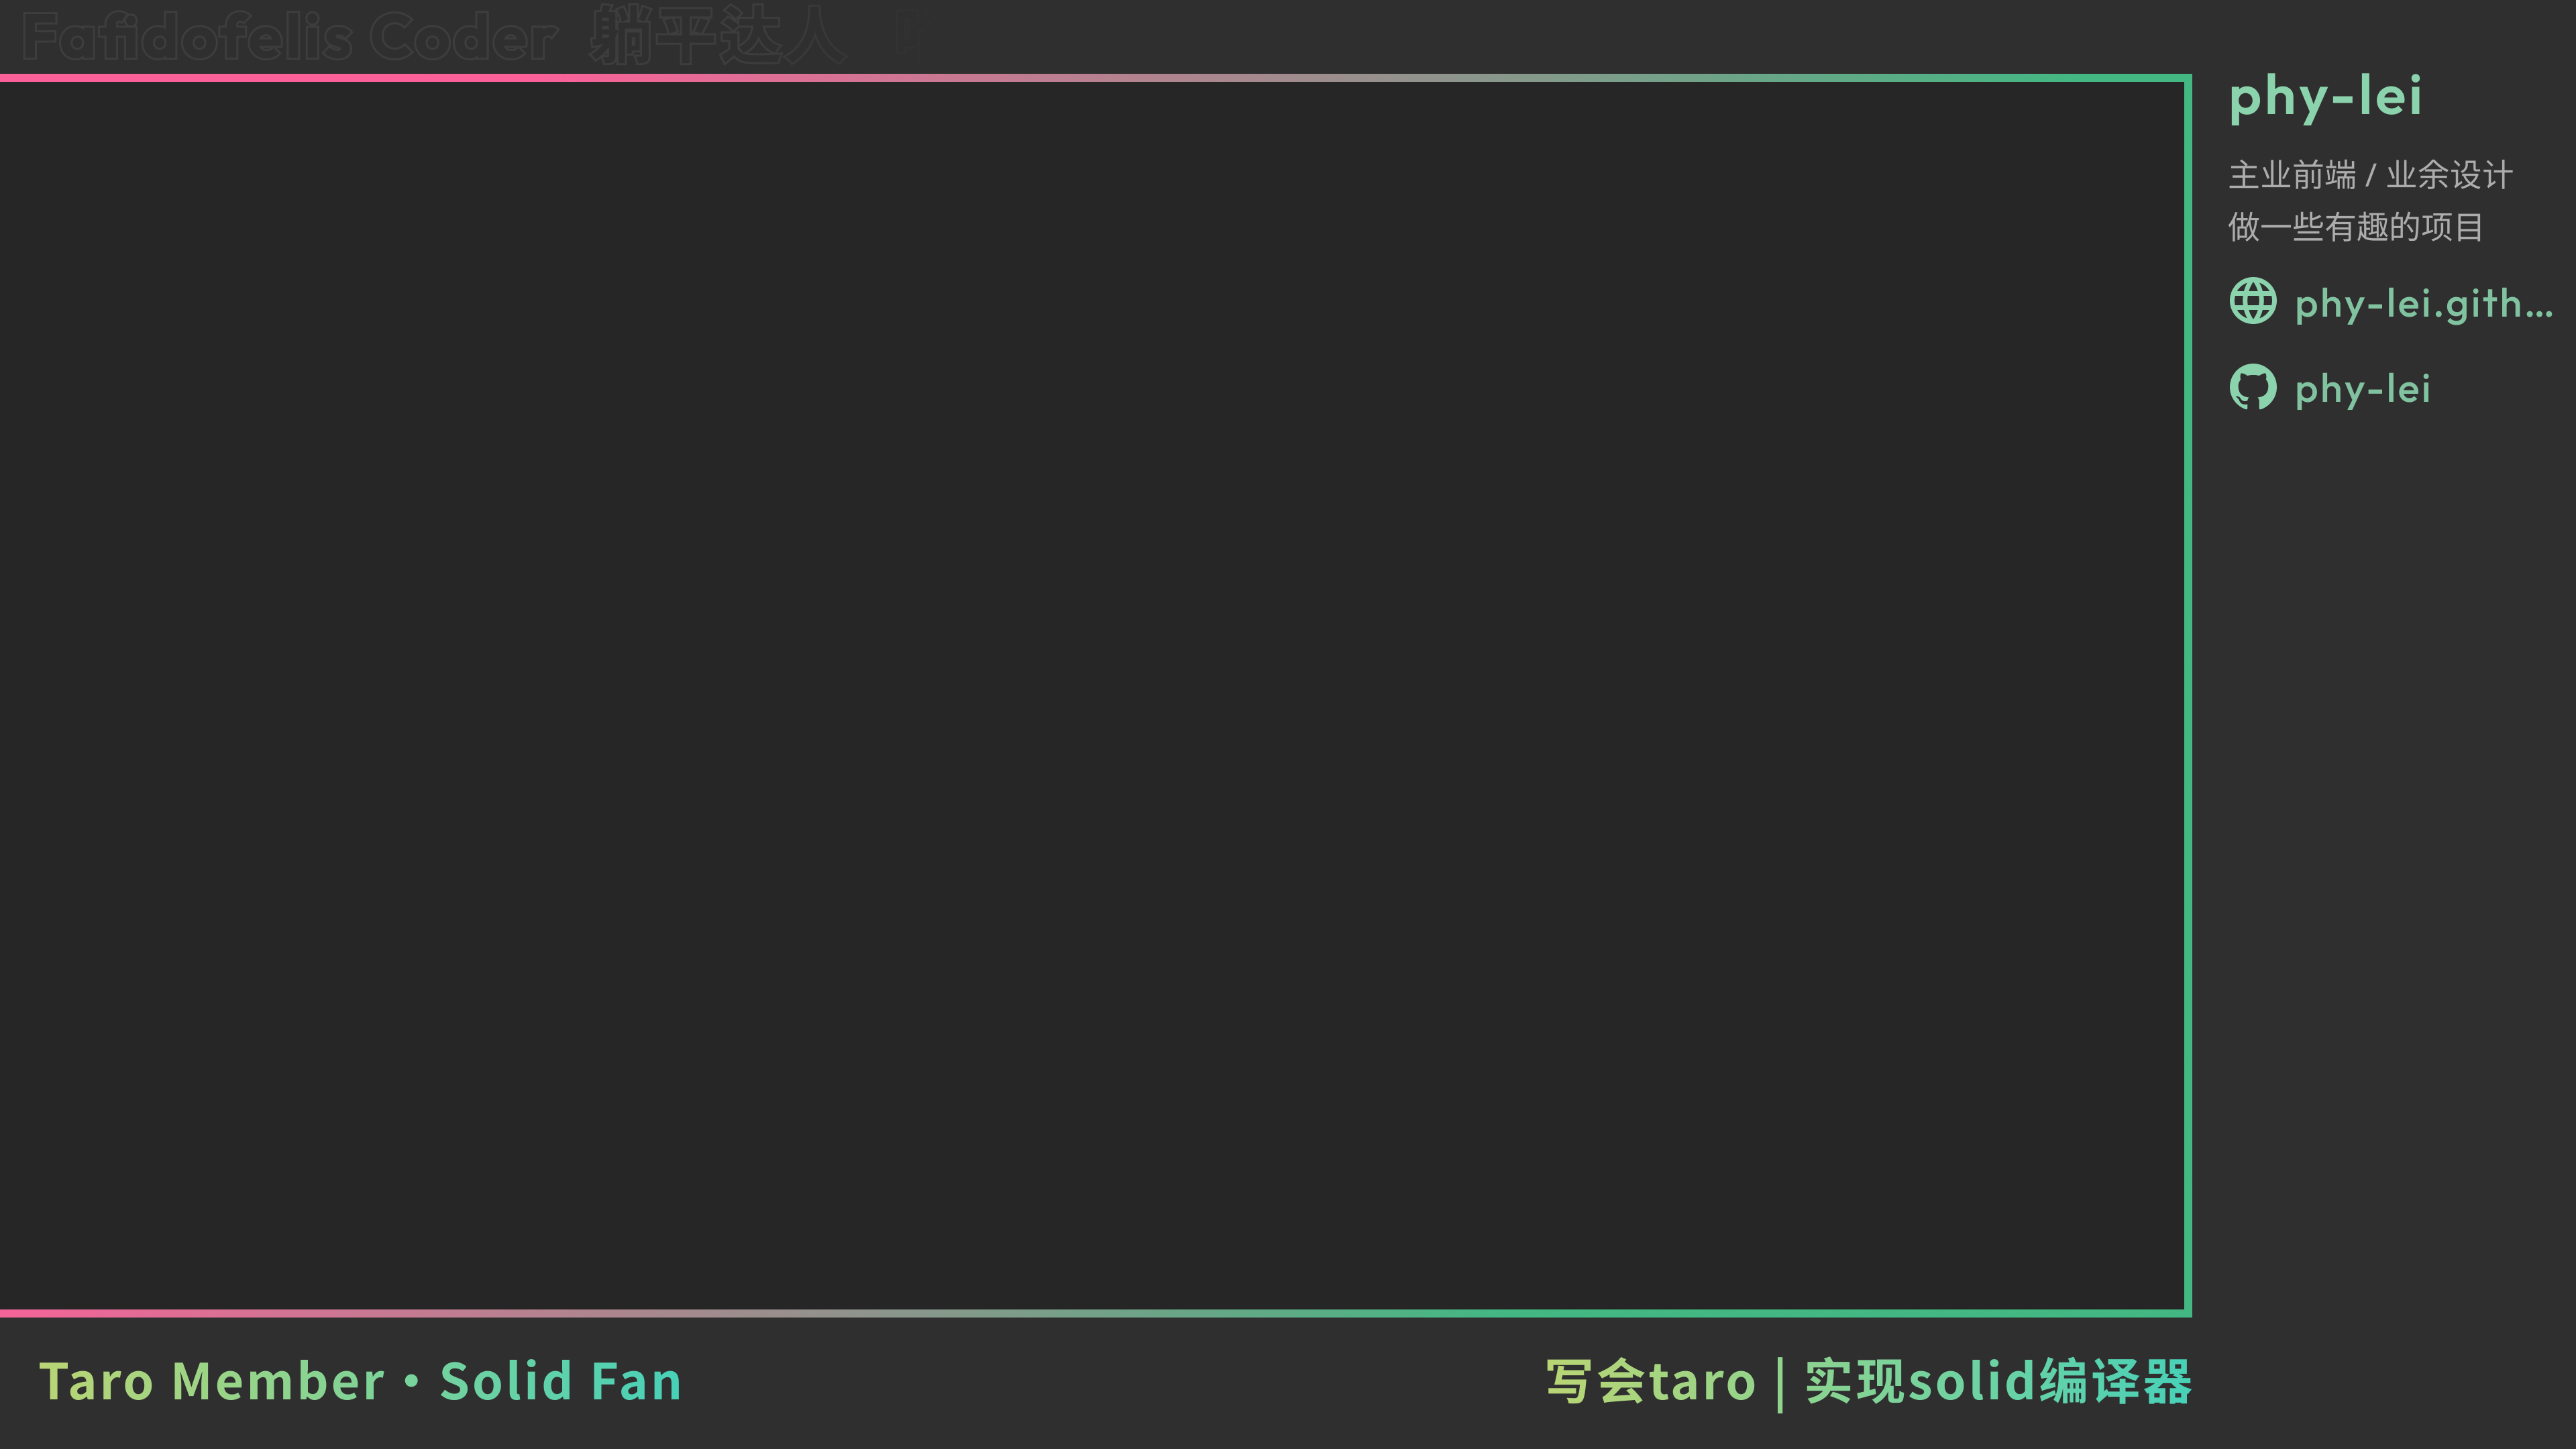 Fafidofelis Coder 躺平达人
phy-lei
主业前端 / 业余设计
做一些有趣的项目
phy-lei.gith...
phy-lei
Taro Member · Solid Fan
写会taro | 实现solid编译器